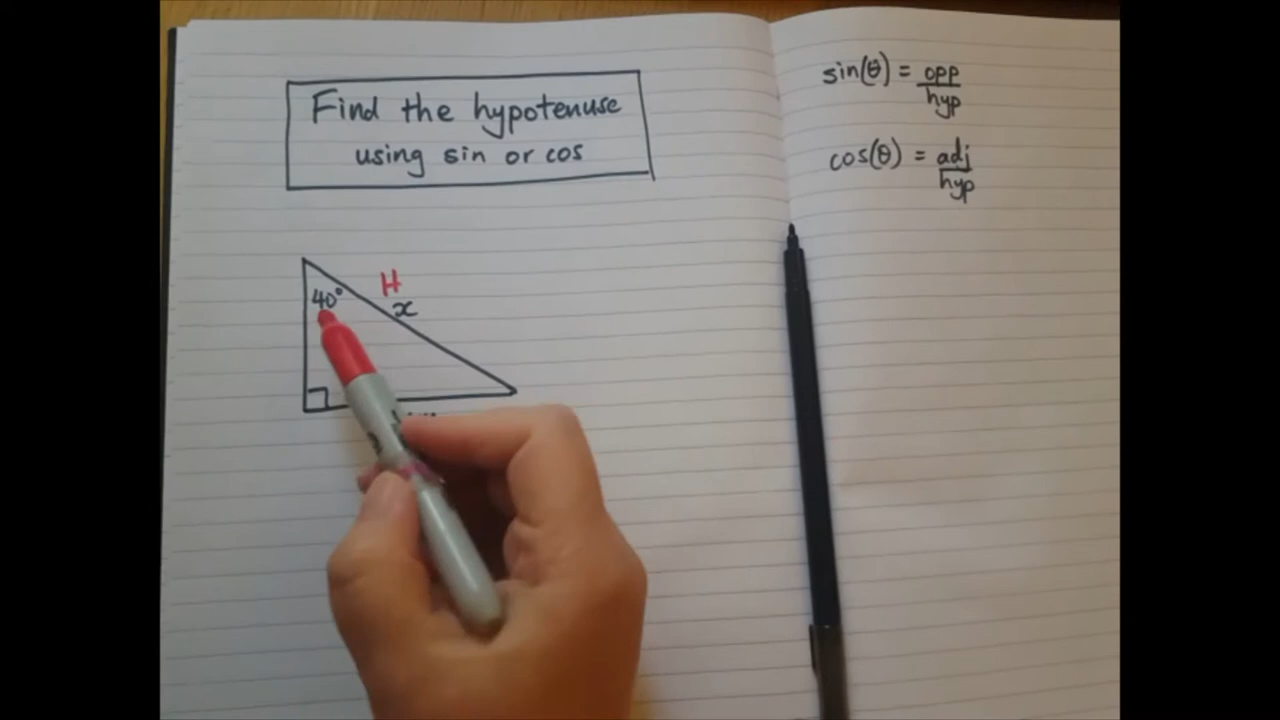 Find the hypotenuse
using sin or cos
sin(θ) = opp
hyp
cos(θ) = adj
hyp
H
40°
x